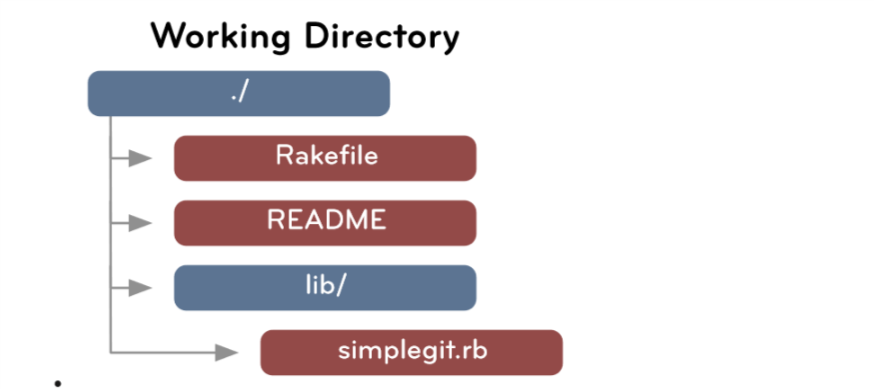 Working Directory
./
Rakefile
README
lib/
simplegit.rb